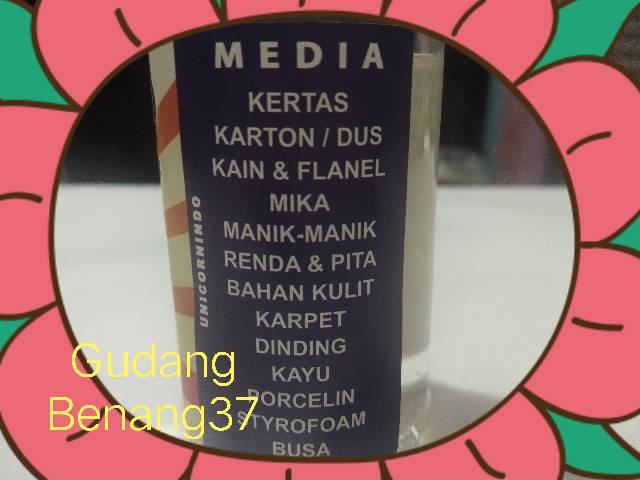 MEDIA
KERTAS
KARTON / DUS
KAIN & FLANEL
MIKA
MANIK-MANIK
RENDA & PITA
BAHAN KULIT
KARPET
DINDING
KAYU
PORCELIN
STYROFOAM
BUSA
UNICORNINDO
Gudang
Benang37